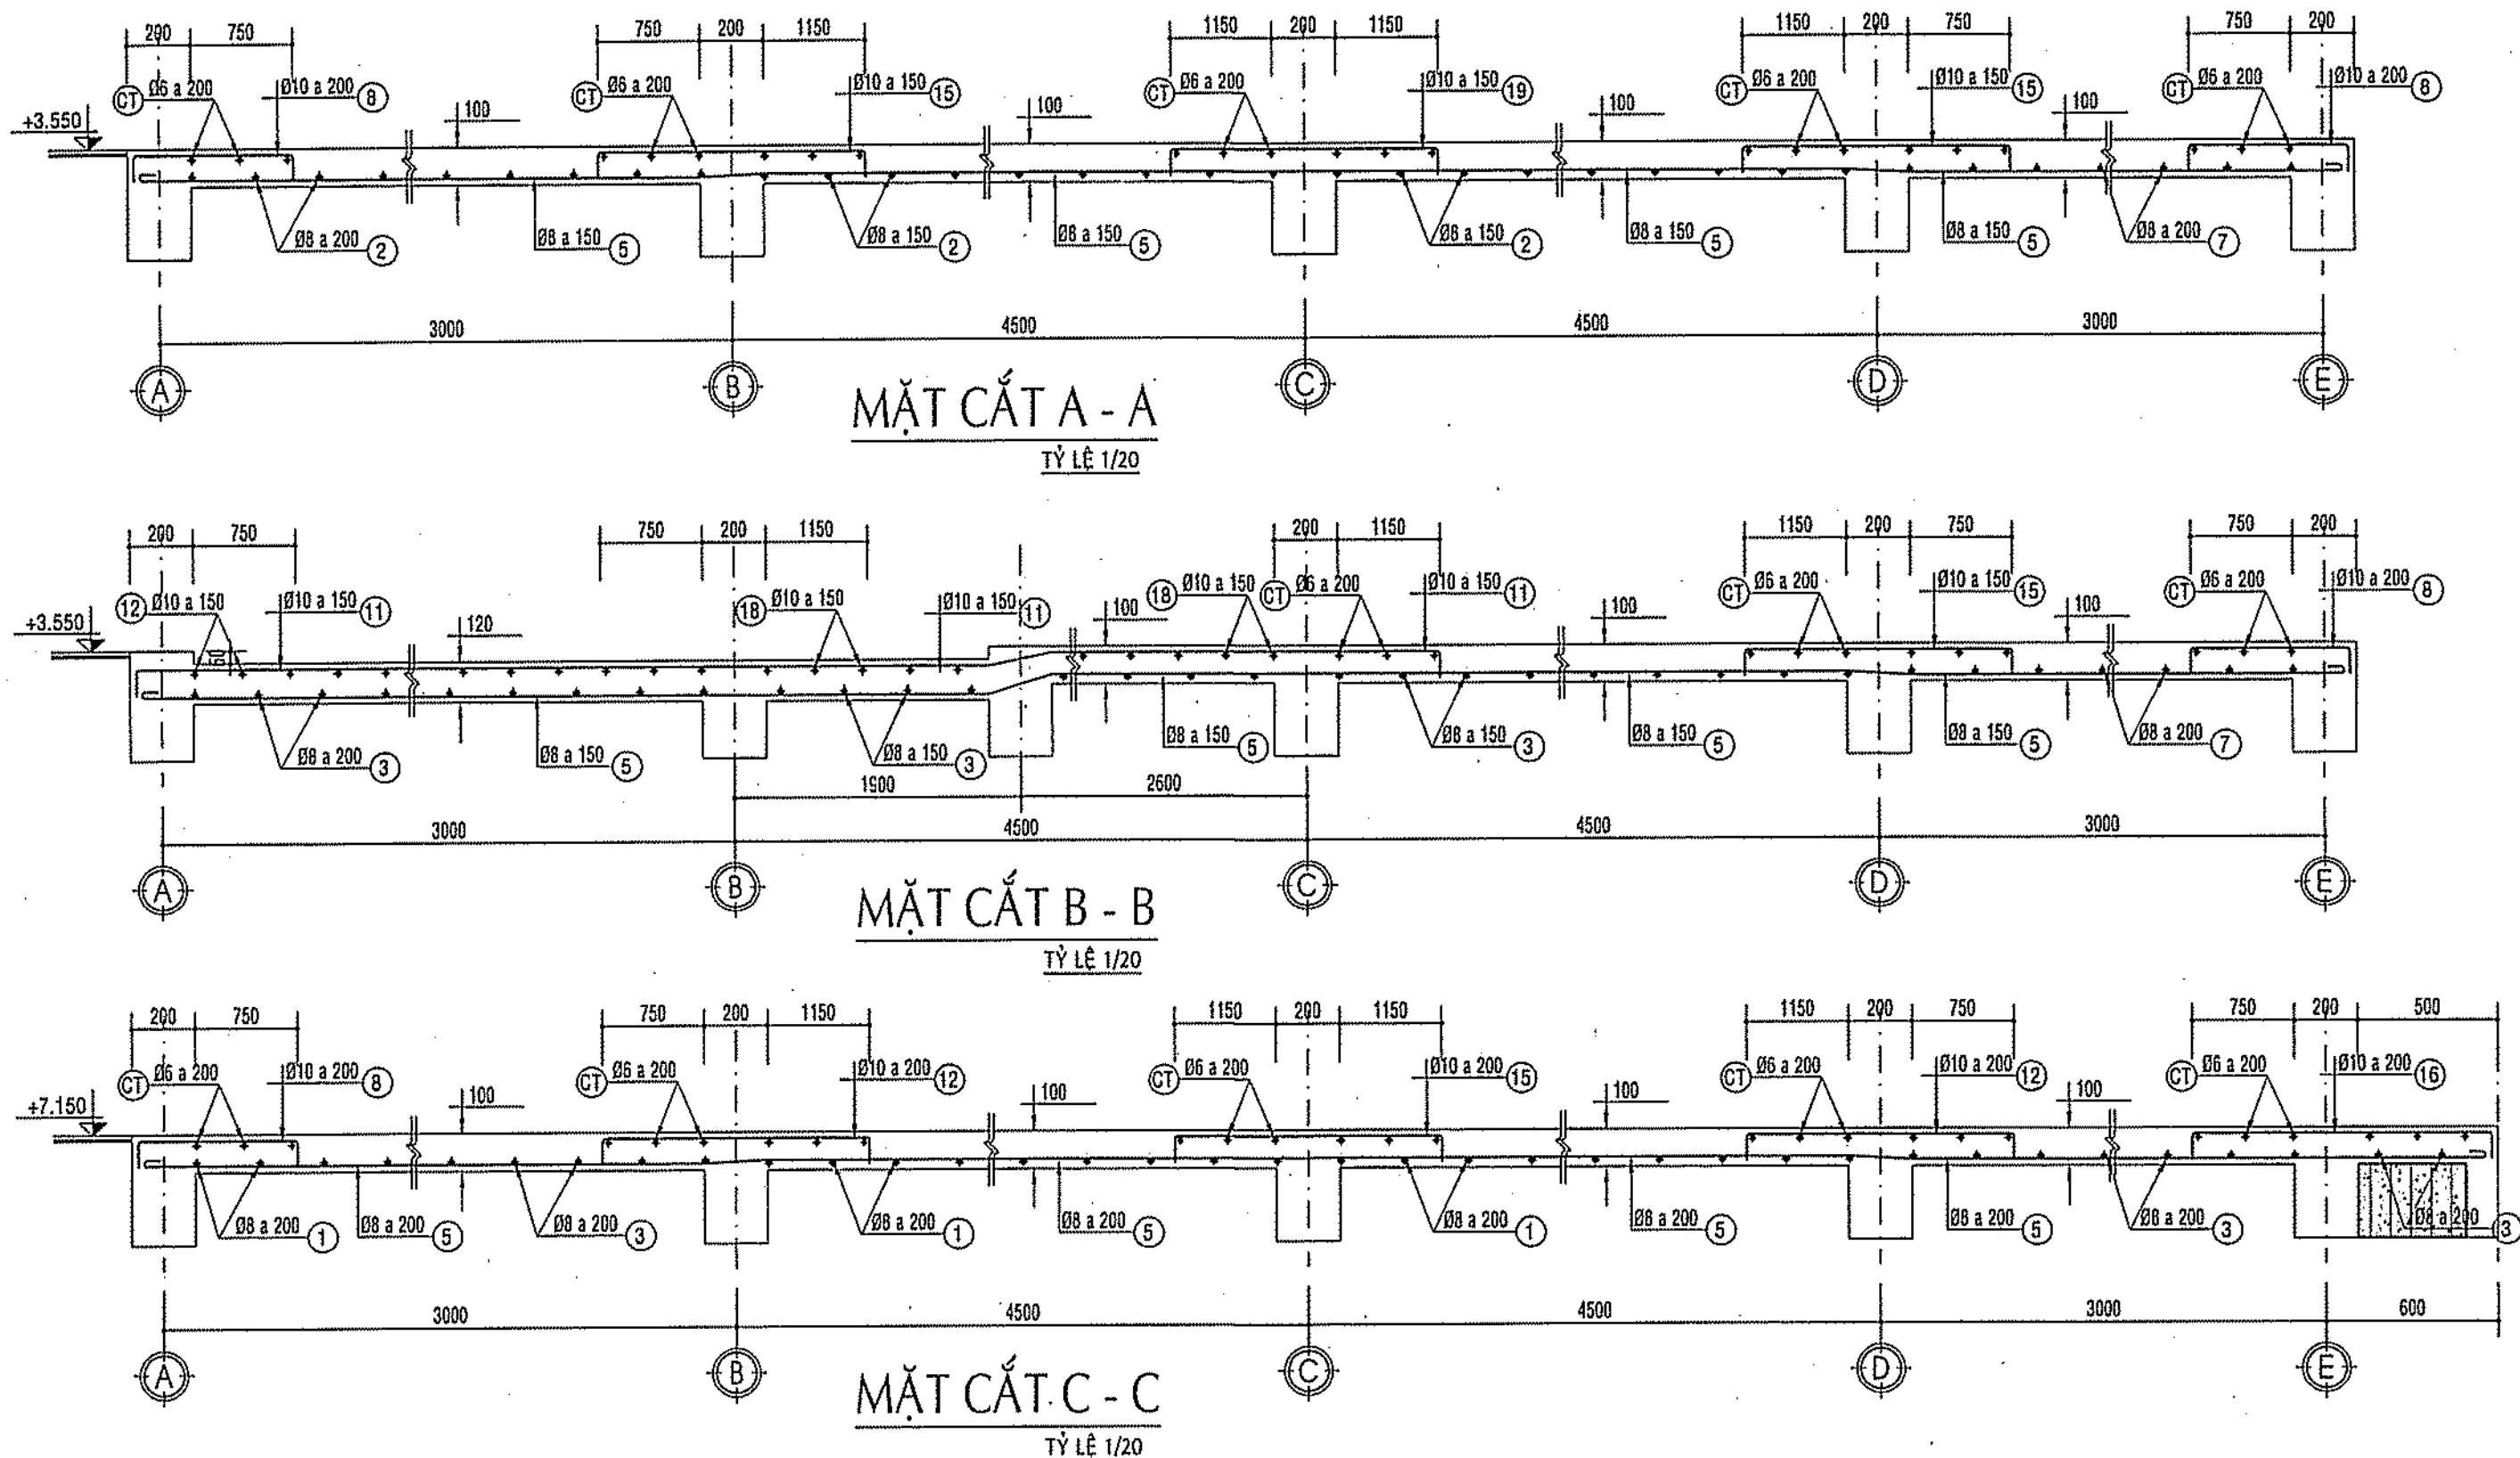 200 750 750 200 1150 1150 200 1150 1150 200 750 750 200
CT Ø6 a 200 Ø10 a 200 8 CT Ø6 a 200 Ø10 a 150 15 CT Ø6 a 200 Ø10 a 150 19 CT Ø6 a 200 Ø10 a 150 15 CT Ø6 a 200 Ø10 a 200 8
+3.550 100 100 100 100
Ø8 a 200 2 Ø8 a 150 5 Ø8 a 150 2 Ø8 a 150 5 Ø8 a 150 2 Ø8 a 150 5 Ø8 a 150 5 Ø8 a 200 7
3000 4500 4500 3000
A B C D E
MẶT CẮT A - A
TỶ LỆ 1/20
200 750 750 200 1150 200 1150 1150 200 750 750 200
12 Ø10 a 150 Ø10 a 150 11 18 Ø10 a 150 Ø10 a 150 11 18 Ø10 a 150 CT Ø6 a 200 Ø10 a 150 11 CT Ø6 a 200 Ø10 a 150 15 CT Ø6 a 200 Ø10 a 200 8
+3.550 120 100 100 100
Ø8 a 200 3 Ø8 a 150 5 Ø8 a 150 3 Ø8 a 150 5 Ø8 a 150 3 Ø8 a 150 5 Ø8 a 150 5 Ø8 a 200 7
1900 2600
3000 4500 4500 3000
A B C D E
MẶT CẮT B - B
TỶ LỆ 1/20
200 750 750 200 1150 1150 200 1150 1150 200 750 750 200 500
CT Ø6 a 200 Ø10 a 200 8 CT Ø6 a 200 Ø10 a 200 12 CT Ø6 a 200 Ø10 a 200 15 CT Ø6 a 200 Ø10 a 200 12 CT Ø6 a 200 Ø10 a 200 16
+7.150 100 100 100 100
Ø8 a 200 1 Ø8 a 200 5 Ø8 a 200 3 Ø8 a 200 1 Ø8 a 200 5 Ø8 a 200 1 Ø8 a 200 5 Ø8 a 200 5 Ø8 a 200 3 Ø8 a 200 3
3000 4500 4500 3000 600
A B C D E
MẶT CẮT C - C
TỶ LỆ 1/20